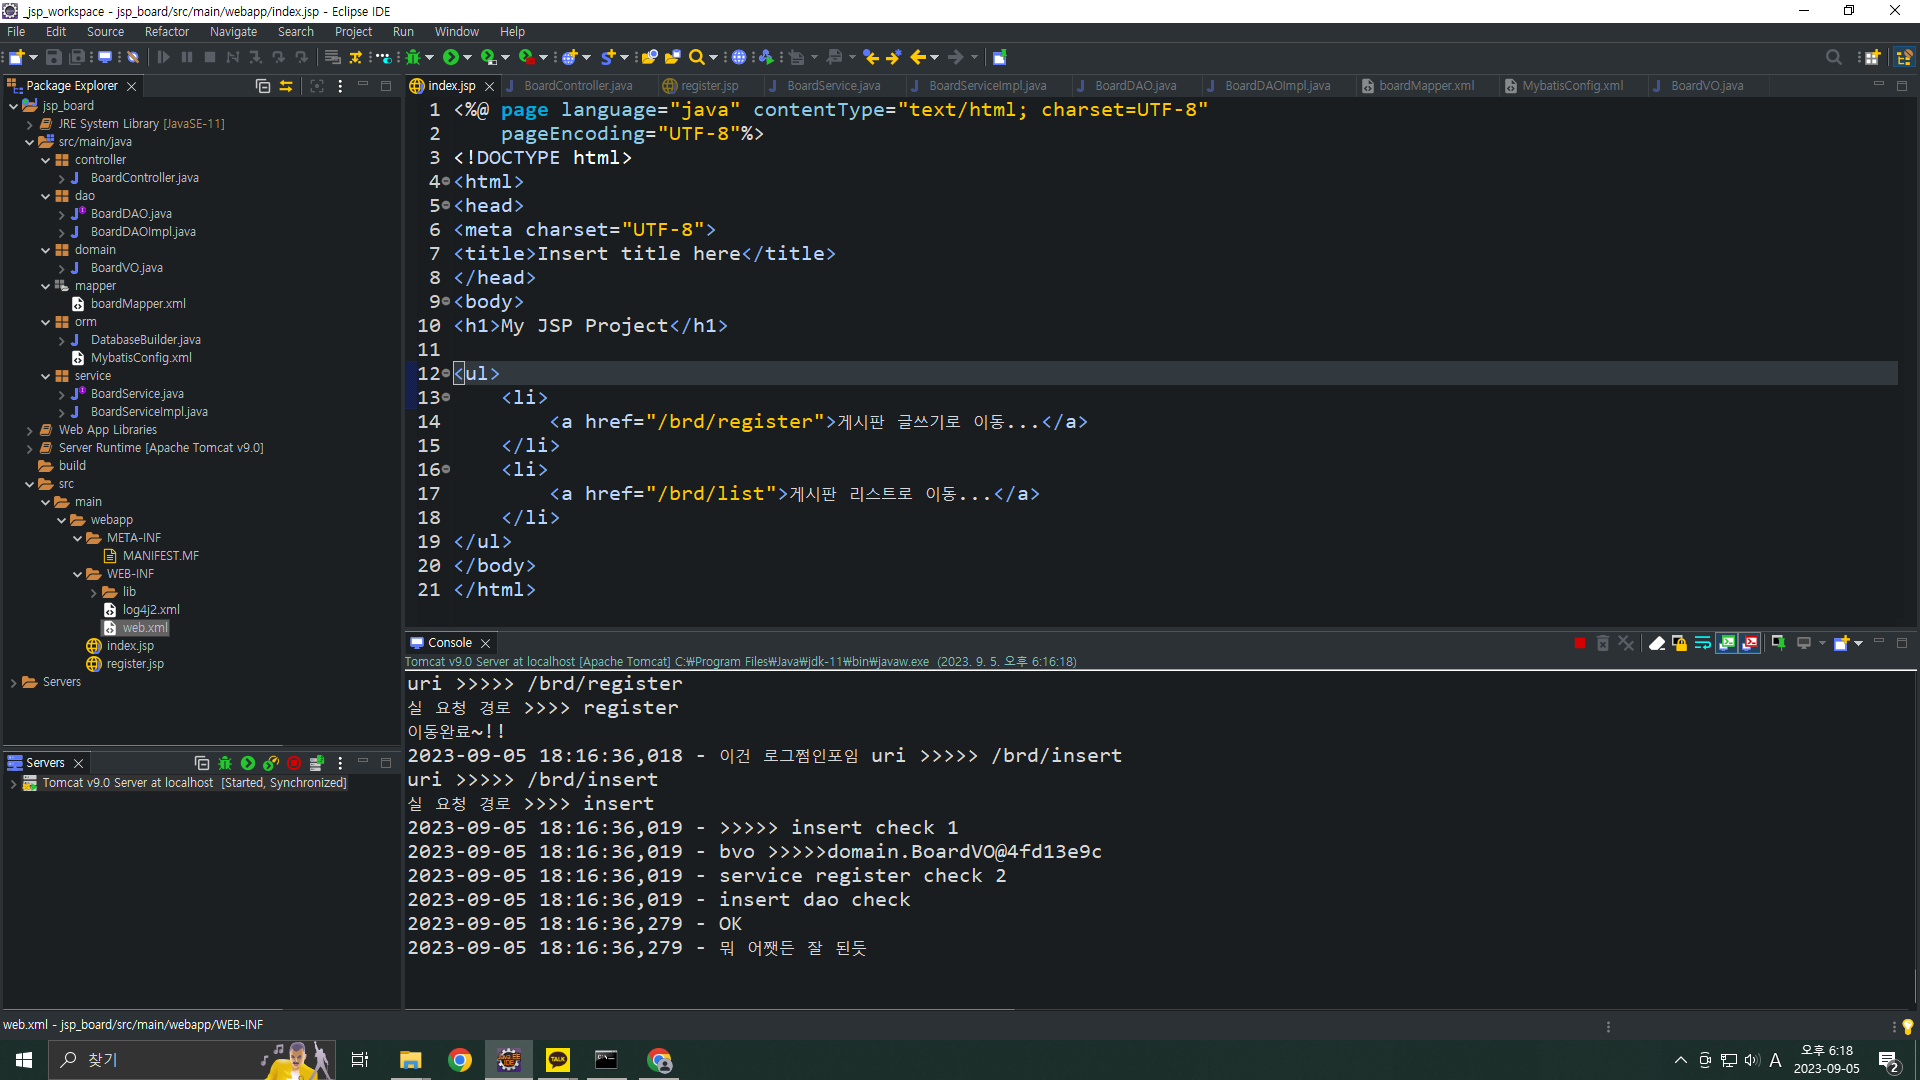 _jsp_workspace - jsp_board/src/main/webapp/index.jsp - Eclipse IDE
File Edit Source Refactor Navigate Search Project Run Window Help
Package Explorer
jsp_board
JRE System Library [JavaSE-11]
src/main/java
controller
BoardController.java
dao
BoardDAO.java
BoardDAOImpl.java
domain
BoardVO.java
mapper
boardMapper.xml
orm
DatabaseBuilder.java
MybatisConfig.xml
service
BoardService.java
BoardServiceImpl.java
Web App Libraries
Server Runtime [Apache Tomcat v9.0]
build
src
main
webapp
META-INF
MANIFEST.MF
WEB-INF
lib
log4j2.xml
web.xml
index.jsp
register.jsp
Servers
Servers
Tomcat v9.0 Server at localhost [Started, Synchronized]
index.jsp BoardController.java register.jsp BoardService.java BoardServiceImpl.java BoardDAO.java BoardDAOImpl.java boardMapper.xml MybatisConfig.xml BoardVO.java
1 <%@ page language="java" contentType="text/html; charset=UTF-8"
2 pageEncoding="UTF-8"%>
3 <!DOCTYPE html>
4 <html>
5 <head>
6 <meta charset="UTF-8">
7 <title>Insert title here</title>
8 </head>
9 <body>
10 <h1>My JSP Project</h1>
11
12 <ul>
13 <li>
14 <a href="/brd/register">게시판 글쓰기로 이동...</a>
15 </li>
16 <li>
17 <a href="/brd/list">게시판 리스트로 이동...</a>
18 </li>
19 </ul>
20 </body>
21 </html>
Console
Tomcat v9.0 Server at localhost [Apache Tomcat] C:₩Program Files₩Java₩jdk-11₩bin₩javaw.exe (2023. 9. 5. 오후 6:16:18)
uri >>>>> /brd/register
실 요청 경로 >>>> register
이동완료~!!
2023-09-05 18:16:36,018 - 이건 로그쩜인포임 uri >>>>> /brd/insert
uri >>>>> /brd/insert
실 요청 경로 >>>> insert
2023-09-05 18:16:36,019 - >>>>> insert check 1
2023-09-05 18:16:36,019 - bvo >>>>>domain.BoardVO@4fd13e9c
2023-09-05 18:16:36,019 - service register check 2
2023-09-05 18:16:36,019 - insert dao check
2023-09-05 18:16:36,279 - OK
2023-09-05 18:16:36,279 - 뭐 어쨋든 잘 된듯
web.xml - jsp_board/src/main/webapp/WEB-INF
찾기
TALK
A
오후 6:18
2023-09-05
2